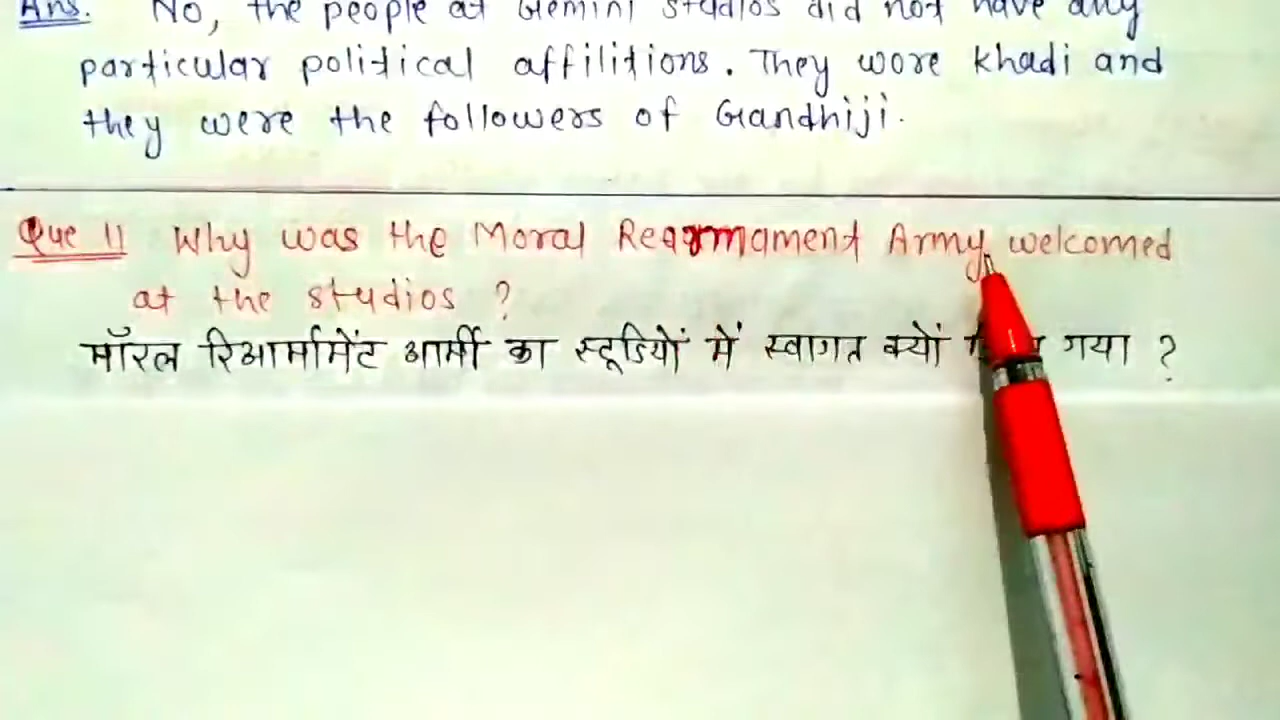 Ans. No, the people at Gemini Studios did not have any
particular political affilitions. They wore khadi and
they were the followers of Gandhiji.
Que 11 Why was the Moral Rearmament Army welcomed
at the studios ?
मॉरल रिआर्मामेंट आर्मी का स्टूडियों में स्वागत क्यों गया ?